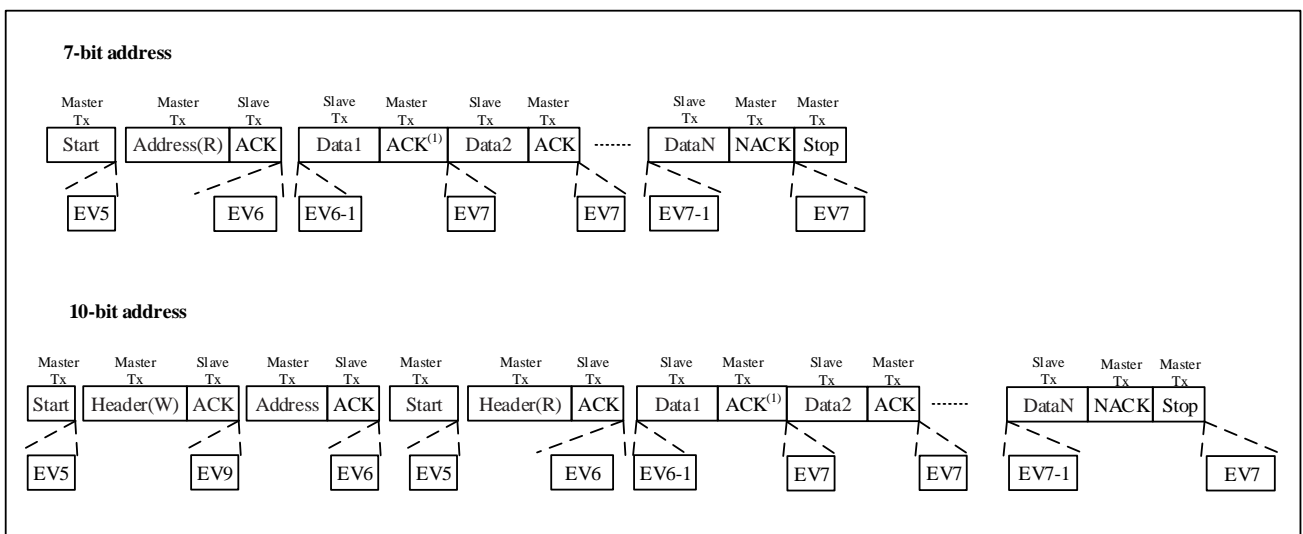 7-bit address
Master Tx Master Tx Slave Tx Slave Tx Master Tx Slave Tx Master Tx Slave Tx Master Tx Master Tx
Start Address(R) ACK Data1 ACK(1) Data2 ACK ........ DataN NACK Stop
EV5 EV6 EV6-1 EV7 EV7 EV7-1 EV7
10-bit address
Master Tx Master Tx Slave Tx Master Tx Slave Tx Master Tx Master Tx Slave Tx Slave Tx Master Tx Slave Tx Master Tx Slave Tx Master Tx Master Tx
Start Header(W) ACK Address ACK Start Header(R) ACK Data1 ACK(1) Data2 ACK ........ DataN NACK Stop
EV5 EV9 EV6 EV5 EV6 EV6-1 EV7 EV7 EV7-1 EV7